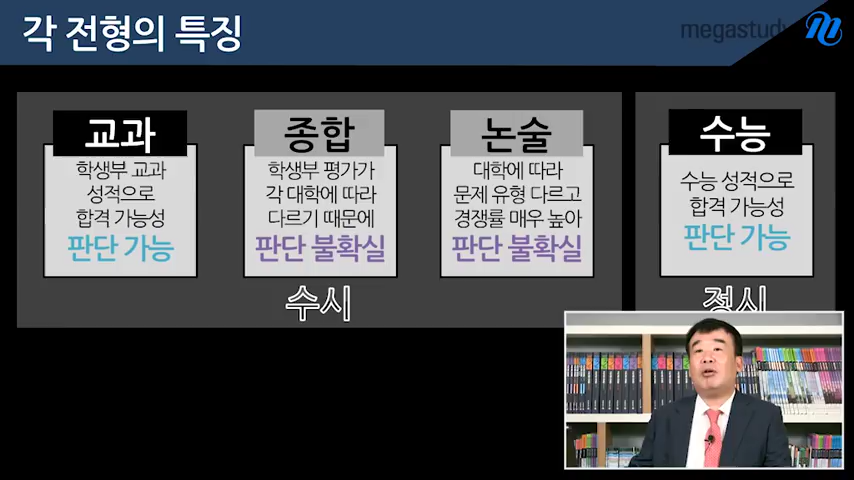 각 전형의 특징
megastudy
교과
학생부 교과
성적으로
합격 가능성
판단 가능
종합
학생부 평가가
각 대학에 따라
다르기 때문에
판단 불확실
논술
대학에 따라
문제 유형 다르고
경쟁률 매우 높아
판단 불확실
수시
수능
수능 성적으로
합격 가능성
판단 가능
정시